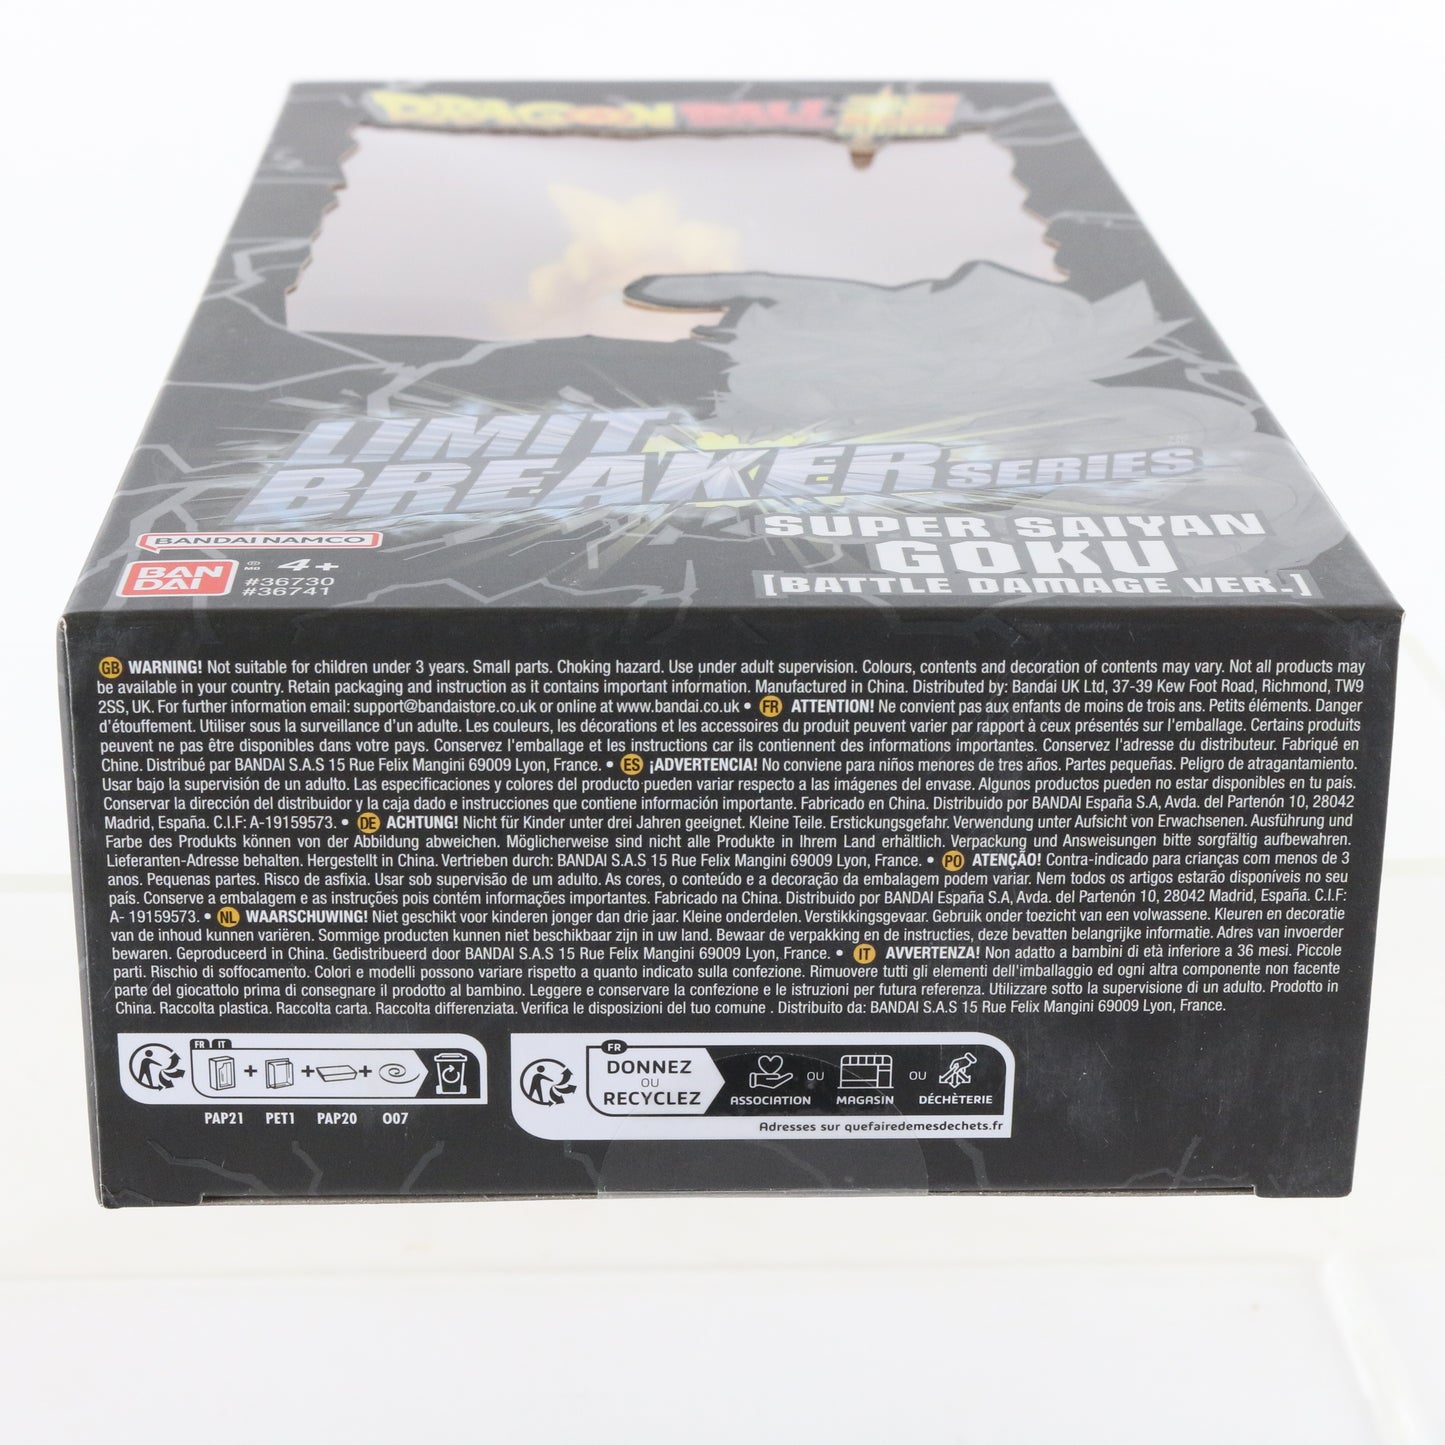 DRAGON BALL SUPER
LIMIT
BREAKER SERIES
BANDAI NAMCO
SUPER SAIYAN
GOKU
[BATTLE DAMAGE VER.]
BAN
DAI
® MD
4+
#36730
#36741
GB WARNING! Not suitable for children under 3 years. Small parts. Choking hazard. Use under adult supervision. Colours, contents and decoration of contents may vary. Not all products may
be available in your country. Retain packaging and instruction as it contains important information. Manufactured in China. Distributed by: Bandai UK Ltd, 37-39 Kew Foot Road, Richmond, TW9
2SS, UK. For further information email: support@bandaistore.co.uk or online at www.bandai.co.uk • FR ATTENTION! Ne convient pas aux enfants de moins de trois ans. Petits éléments. Danger
d'étouffement. Utiliser sous la surveillance d'un adulte. Les couleurs, les décorations et les accessoires du produit peuvent varier par rapport à ceux présentés sur l'emballage. Certains produits
peuvent ne pas être disponibles dans votre pays. Conservez l'emballage et les instructions car ils contiennent des informations importantes. Conservez l'adresse du distributeur. Fabriqué en
China. Distribué par BANDAI S.A.S 15 Rue Felix Mangini 69009 Lyon, France. • ES ¡ADVERTENCIA! No conviene para niños menores de tres años. Partes pequeñas. Peligro de atragantamiento.
Usar bajo la supervisión de un adulto. Las especificaciones y colores del producto pueden variar respecto a las imágenes del envase. Algunos productos pueden no estar disponibles en tu país.
Conservar la dirección del distribuidor y la caja dado e instrucciones que contiene información importante. Fabricado en China. Distribuido por BANDAI España S.A, Avda. del Partenón 10, 28042
Madrid, España. C.I.F: A-19159573. • DE ACHTUNG! Nicht für Kinder unter drei Jahren geeignet. Kleine Teile. Erstickungsgefahr. Verwendung unter Aufsicht von Erwachsenen. Ausführung und
Farbe des Produkts können von der Abbildung abweichen. Möglicherweise sind nicht alle Produkte in Ihrem Land erhältlich. Verpackung und Anweisungen bitte sorgfältig aufbewahren.
Lieferanten-Adresse behalten. Hergestellt in China. Vertrieben durch: BANDAI S.A.S 15 Rue Felix Mangini 69009 Lyon, France. • PO ATENÇÃO! Contra-indicado para crianças com menos de 3
anos. Pequenas partes. Risco de asfixia. Usar sob supervisão de um adulto. As cores, o conteúdo e a decoração da embalagem podem variar. Nem todos os artigos estarão disponíveis no seu
país. Conserve a embalagem e as instruções pois contém informações importantes. Fabricado na China. Distribuido por BANDAI España S.A, Avda. del Partenón 10, 28042 Madrid, España. C.I.F:
A- 19159573. • NL WAARSCHUWING! Niet geschikt voor kinderen jonger dan drie jaar. Kleine onderdelen. Verstikkingsgevaar. Gebruik onder toezicht van een volwassene. Kleuren en decoratie
van de inhoud kunnen variëren. Sommige producten kunnen niet beschikbaar zijn in uw land. Bewaar de verpakking en de instructies, deze bevatten belangrijke informatie. Adres van invoerder
bewaren. Geproduceerd in China. Gedistribueerd door BANDAI S.A.S 15 Rue Felix Mangini 69009 Lyon, France. • IT AVVERTENZA! Non adatto a bambini di età inferiore a 36 mesi. Piccole
parti. Rischio di soffocamento. Colori e modelli possono variare rispetto a quanto indicato sulla confezione. Rimuovere tutti gli elementi dell'imballaggio ed ogni altra componente non facente
parte del giocattolo prima di consegnare il prodotto al bambino. Leggere e conservare la confezione e le istruzioni per futura referenza. Utilizzare sotto la supervisione di un adulto. Prodotto in
China. Raccolta plastica. Raccolta carta. Raccolta differenziata. Verifica le disposizioni del tuo comune . Distribuito da: BANDAI S.A.S 15 Rue Felix Mangini 69009 Lyon, France.
FR IT
+ + +
PAP21 PET1 PAP20 O07
FR
DONNEZ
OU
RECYCLEZ
ASSOCIATION OU MAGASIN OU DÉCHÈTERIE
Adresses sur quefairedemesdechets.fr